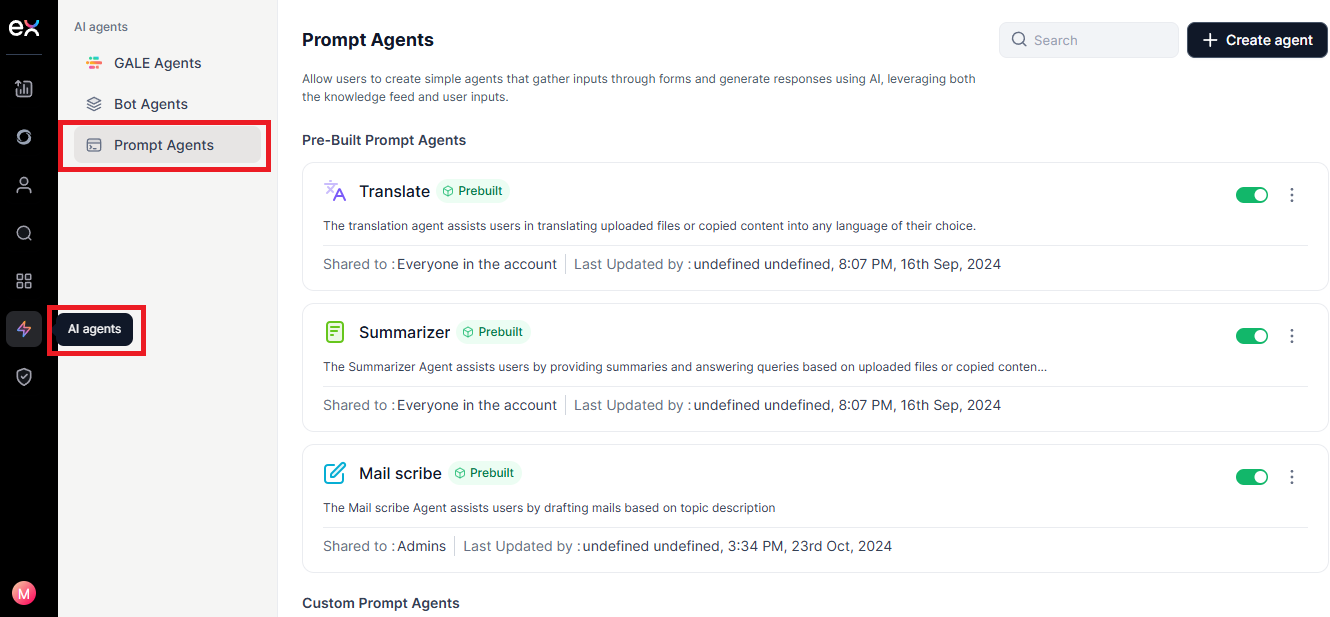 ex
AI agents
GALE Agents
Bot Agents
Prompt Agents
AI agents
M
Prompt Agents
Search
Create agent
Allow users to create simple agents that gather inputs through forms and generate responses using AI, leveraging both
the knowledge feed and user inputs.
Pre-Built Prompt Agents
Translate Prebuilt
The translation agent assists users in translating uploaded files or copied content into any language of their choice.
Shared to : Everyone in the account Last Updated by : undefined undefined, 8:07 PM, 16th Sep, 2024
Summarizer Prebuilt
The Summarizer Agent assists users by providing summaries and answering queries based on uploaded files or copied conten...
Shared to : Everyone in the account Last Updated by : undefined undefined, 8:07 PM, 16th Sep, 2024
Mail scribe Prebuilt
The Mail scribe Agent assists users by drafting mails based on topic description
Shared to : Admins Last Updated by : undefined undefined, 3:34 PM, 23rd Oct, 2024
Custom Prompt Agents